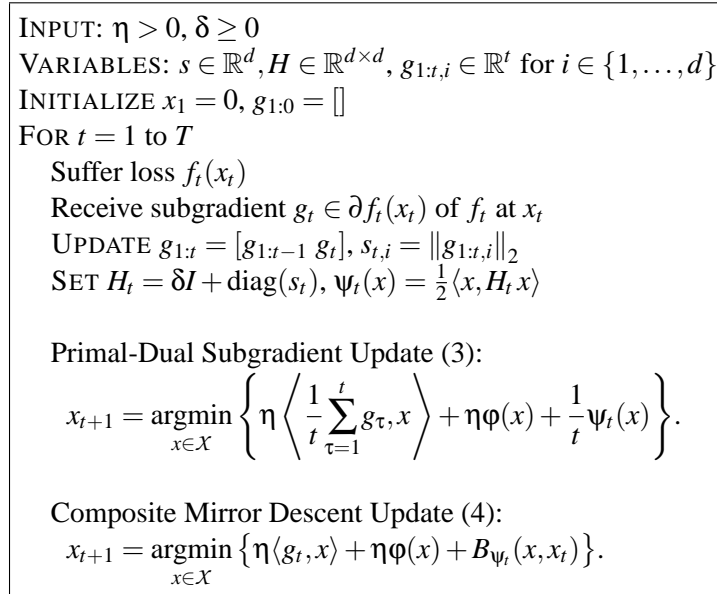 INPUT: η > 0, δ ≥ 0
VARIABLES: s ∈ ℝ^d, H ∈ ℝ^{d×d}, g_{1:t,i} ∈ ℝ^t for i ∈ {1,...,d}
INITIALIZE x_1 = 0, g_{1:0} = []
FOR t = 1 to T
Suffer loss f_t(x_t)
Receive subgradient g_t ∈ ∂f_t(x_t) of f_t at x_t
UPDATE g_{1:t} = [g_{1:t−1} g_t], s_{t,i} = ‖g_{1:t,i}‖_2
SET H_t = δI + diag(s_t), ψ_t(x) = \frac{1}{2}⟨x, H_t x⟩
Primal-Dual Subgradient Update (3):
x_{t+1} = argmin_{x∈X} { η ⟨ \frac{1}{t} \sum_{τ=1}^{t} g_τ, x ⟩ + ηφ(x) + \frac{1}{t} ψ_t(x) }.
Composite Mirror Descent Update (4):
x_{t+1} = argmin_{x∈X} { η⟨g_t, x⟩ + ηφ(x) + B_{ψ_t}(x, x_t) }.